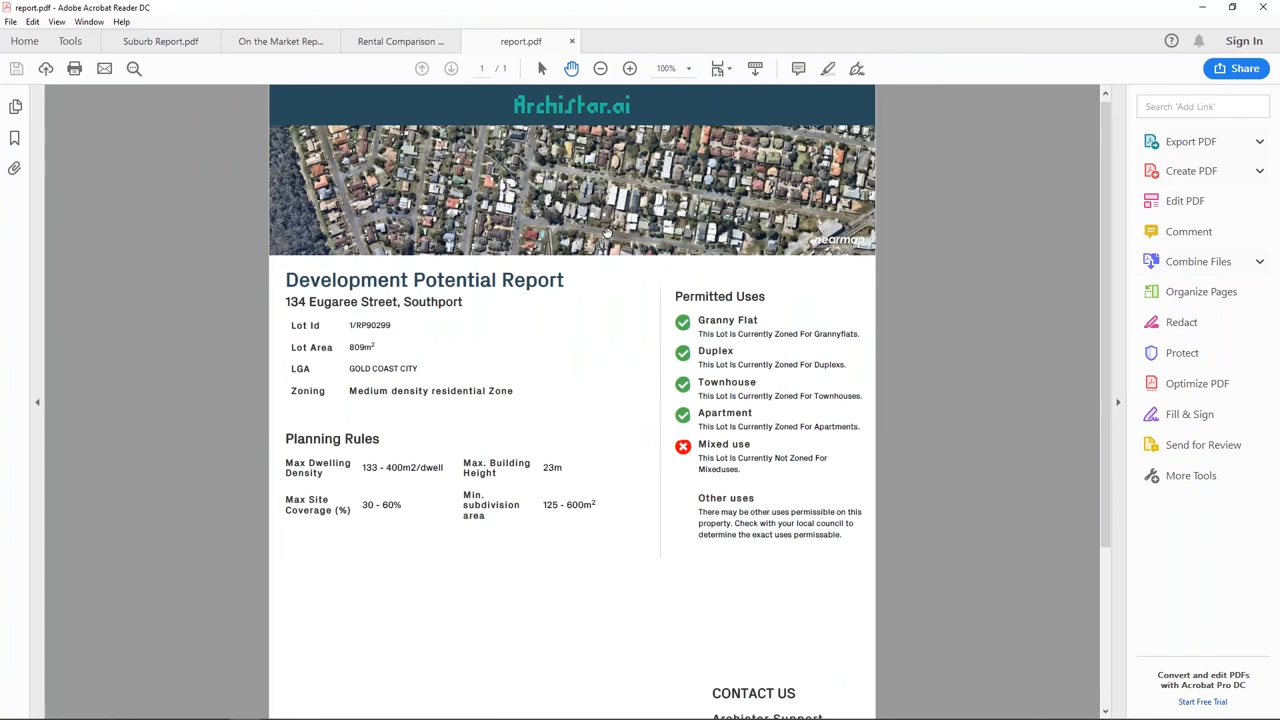 report.pdf - Adobe Acrobat Reader DC
File Edit View Window Help
Home Tools Suburb Report.pdf On the Market Rep... Rental Comparison ... report.pdf Sign In
1 / 1 100% Share
Archistar.ai
nearmap
Development Potential Report
134 Eugaree Street, Southport
Lot Id 1/RP90299
Lot Area 809m²
LGA GOLD COAST CITY
Zoning Medium density residential Zone
Planning Rules
Max Dwelling Density 133 - 400m2/dwell Max. Building Height 23m
Max Site Coverage (%) 30 - 60% Min. subdivision area 125 - 600m²
Permitted Uses
Granny Flat
This Lot Is Currently Zoned For Grannyflats.
Duplex
This Lot Is Currently Zoned For Duplexs.
Townhouse
This Lot Is Currently Zoned For Townhouses.
Apartment
This Lot Is Currently Zoned For Apartments.
Mixed use
This Lot Is Currently Not Zoned For
Mixeduses.
Other uses
There may be other uses permissible on this
property. Check with your local council to
determine the exact uses permissable.
CONTACT US
Archistar Support
Search 'Add Link'
Export PDF
Create PDF
Edit PDF
Comment
Combine Files
Organize Pages
Redact
Protect
Optimize PDF
Fill & Sign
Send for Review
More Tools
Convert and edit PDFs
with Acrobat Pro DC
Start Free Trial